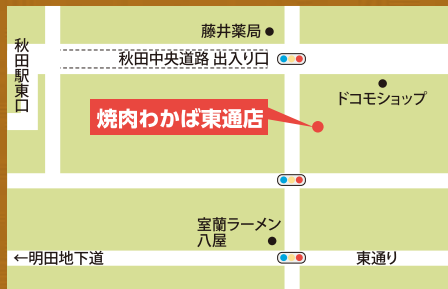 藤井薬局
秋田駅東口
秋田中央道路 出入り口
ドコモショップ
焼肉わかば東通店
室蘭ラーメン
八屋
←明田地下道
東通り